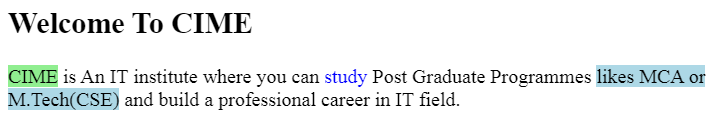 Welcome To CIME
CIME is An IT institute where you can study Post Graduate Programmes likes MCA or
M.Tech(CSE) and build a professional career in IT field.